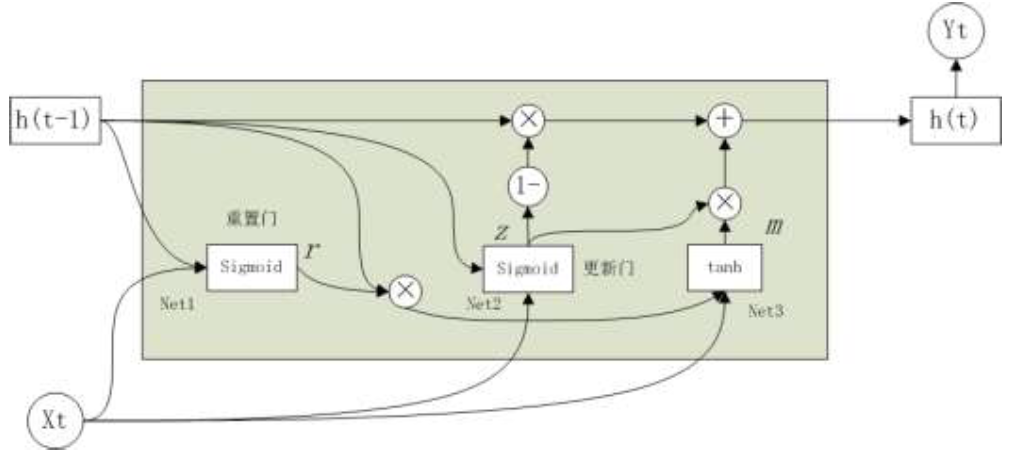 Yt
h(t-1)
×
+
h(t)
1-
×
重置门
r
z
m
Sigmoid
Sigmoid
更新门
tanh
×
Net1
Net2
Net3
Xt